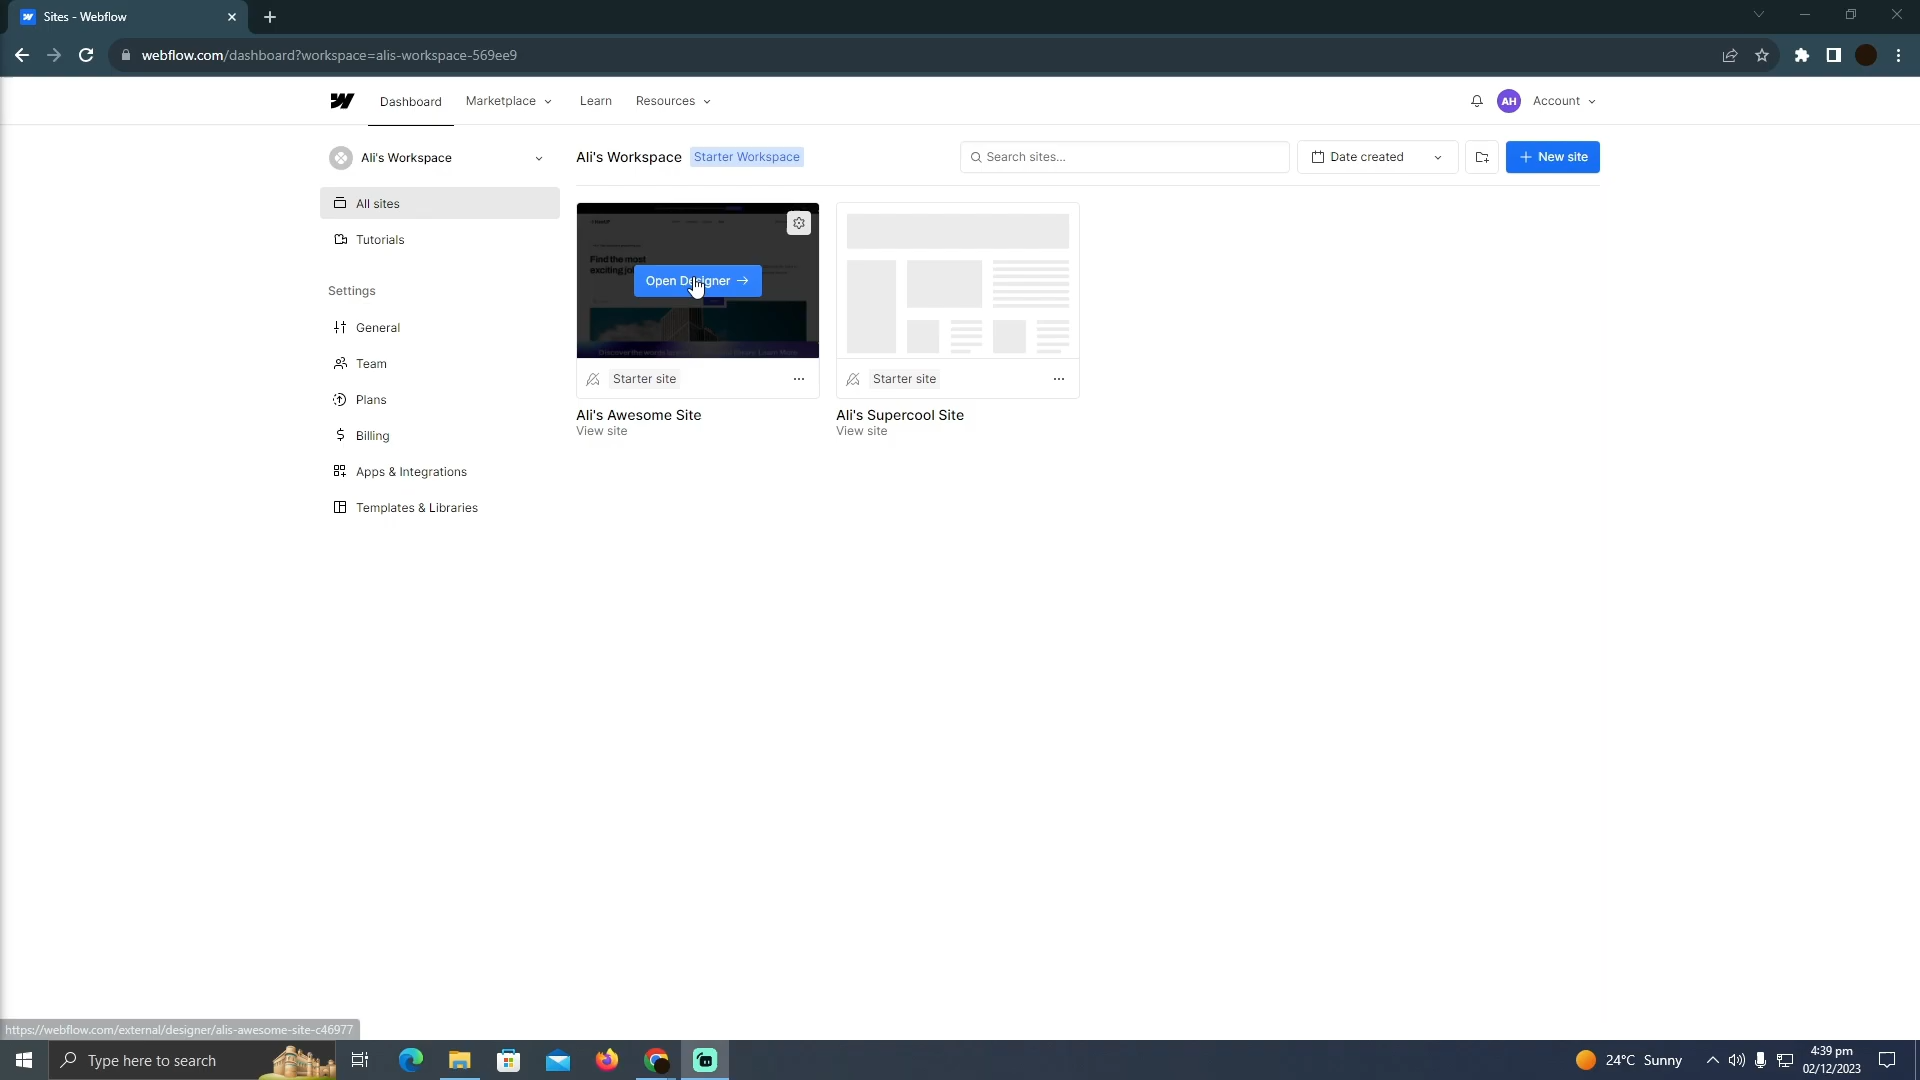 Sites - Webflow
webflow.com/dashboard?workspace=alis-workspace-569ee9
Dashboard Marketplace Learn Resources AH Account
Ali's Workspace
All sites
Tutorials
Settings
General
Team
Plans
Billing
Apps & Integrations
Templates & Libraries
Ali's Workspace Starter Workspace Search sites... Date created New site
Find the most
exciting
Open Designer
Starter site
Ali's Awesome Site
View site
Starter site
Ali's Supercool Site
View site
https://webflow.com/external/designer/alis-awesome-site-c46977
Type here to search
24°C Sunny
4:39 pm
02/12/2023